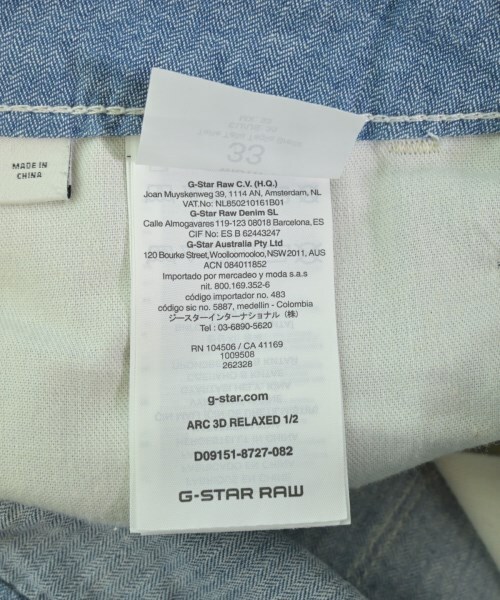 33
MADE IN
CHINA
G-Star Raw C.V. (H.Q.)
Joan Muyskenweg 39, 1114 AN, Amsterdam, NL
VAT.No: NL850210161B01
G-Star Raw Denim SL
Calle Almogavares 119-123 08018 Barcelona, ES
CIF No: ES B 62443247
G-Star Australia Pty Ltd
120 Bourke Street, Woolloomooloo, NSW 2011, AUS
ACN 084011852
Importado por mercadeo y moda s.a.s
nit. 800.169.352-6
código importador no. 483
código sic no. 5887, medellin - Colombia
ジースターインターナショナル（株）
Tel : 03-6890-5620
RN 104506 / CA 41169
1009508
262328
g-star.com
ARC 3D RELAXED 1/2
D09151-8727-082
G-STAR RAW